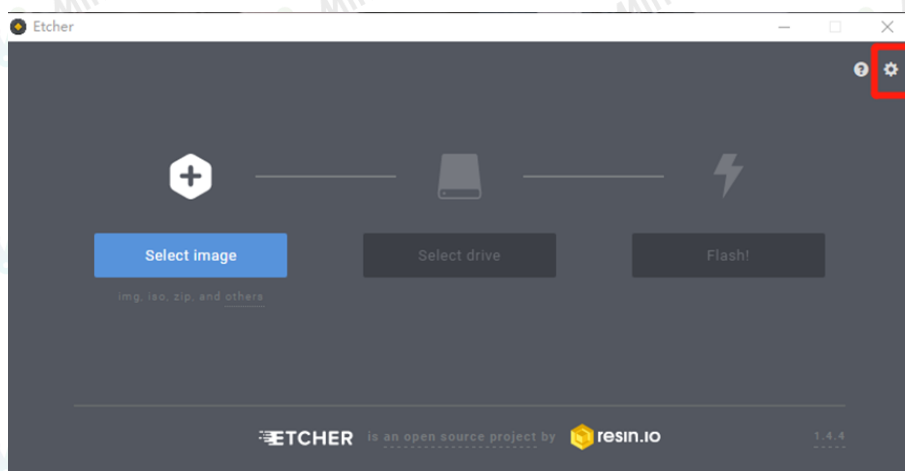 Etcher
Select image
Select drive
Flash!
img, iso, zip, and others
ETCHER is an open source project by resin.io
1.4.4